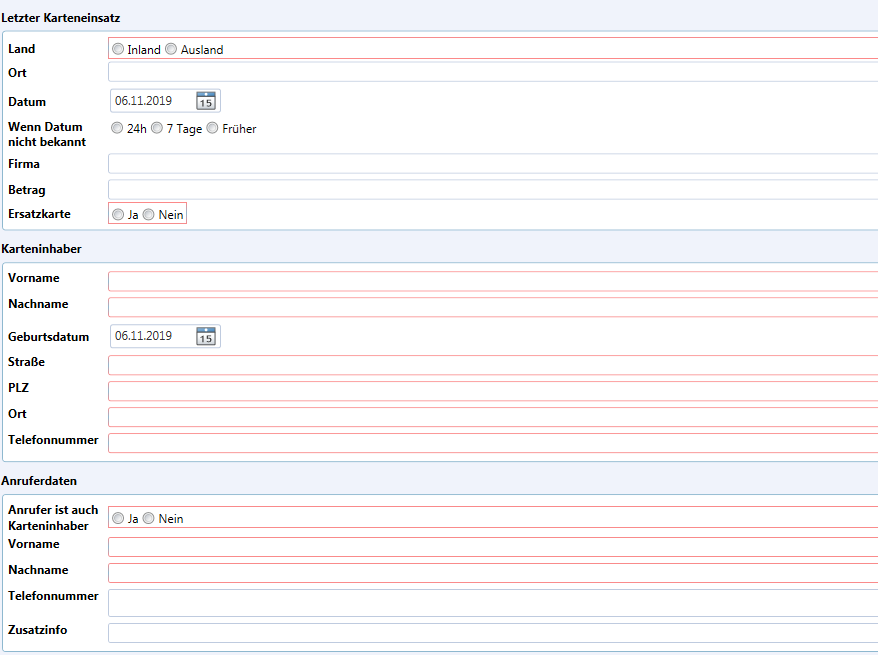 Letzter Karteneinsatz
Land Inland Ausland
Ort
Datum 06.11.2019 15
Wenn Datum
nicht bekannt 24h 7 Tage Früher
Firma
Betrag
Ersatzkarte Ja Nein
Karteninhaber
Vorname
Nachname
Geburtsdatum 06.11.2019 15
Straße
PLZ
Ort
Telefonnummer
Anruferdaten
Anrufer ist auch
Karteninhaber Ja Nein
Vorname
Nachname
Telefonnummer
Zusatzinfo